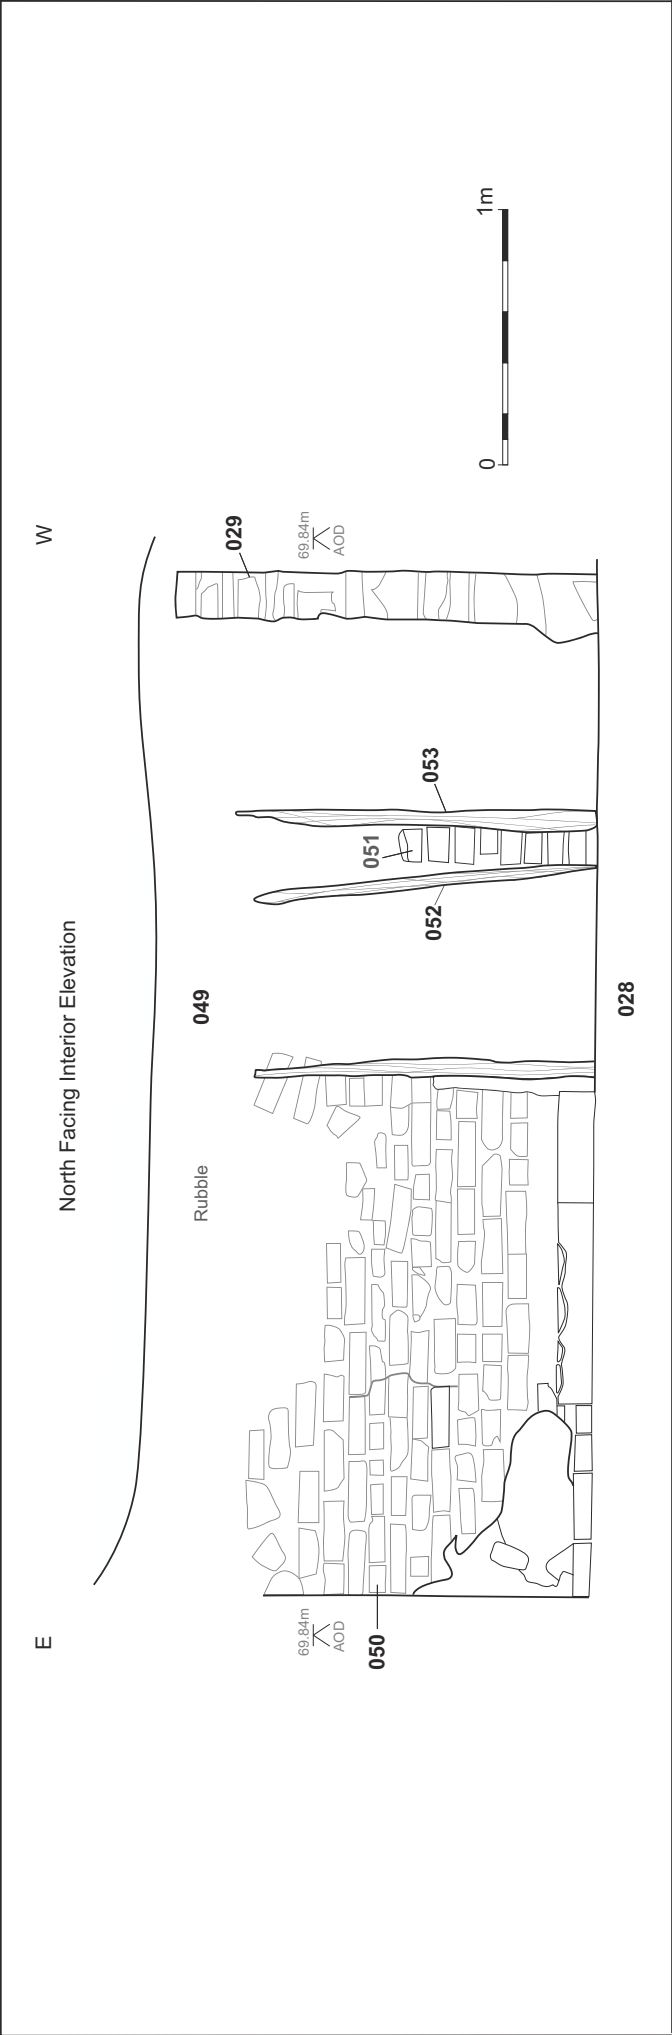 North Facing Interior Elevation
E
W
Rubble
049
69.84m
AOD
050
052
051
053
029
69.84m
AOD
028
0
1m